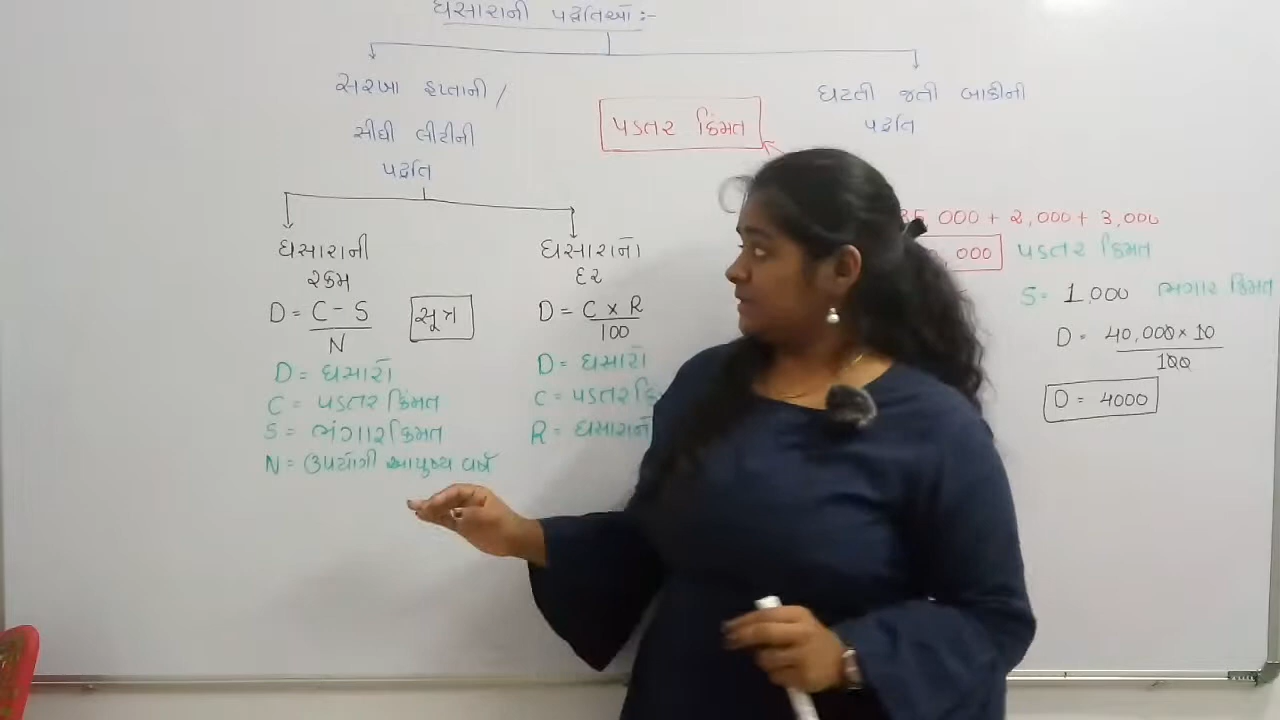 ઘસારાની પદ્ધતિઓ :-
સરખા હપ્તાની /
સીધી લીટીની
પદ્ધતિ
ઘટતી જતી બાકીની
પદ્ધતિ
પડતર કિંમત
ઘસારાની
રકમ
D = C - S
N
સૂત્ર
D = ઘસારો
C = પડતર કિંમત
S = ભંગાર કિંમત
N = ઉપયોગી આયુષ્ય વર્ષ
ઘસારાનો
દર
D = C x R
100
D = ઘસારો
C = પડતર
R = ઘસારાનો
35,000 + 2,000 + 3,000
,000 પડતર કિંમત
S = 1,000 ભંગાર કિંમત
D = 40,000 x 10
100
D = 4000